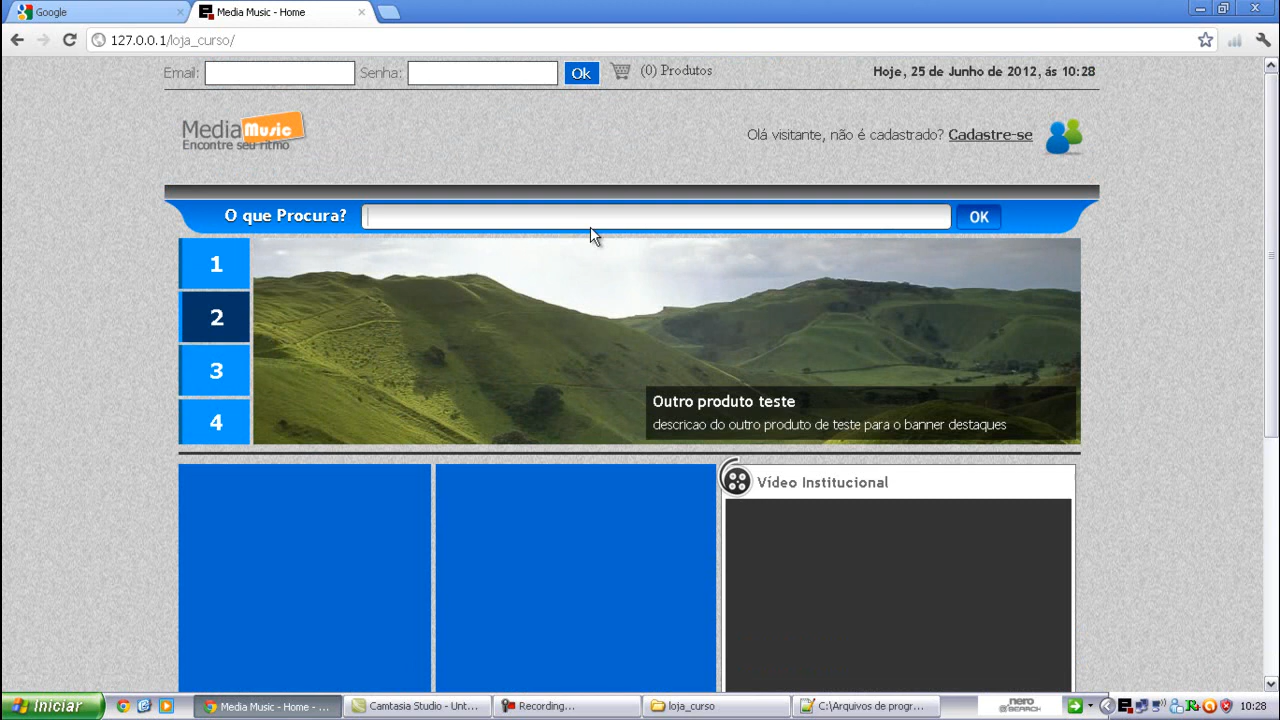 Google
Media Music - Home
127.0.0.1/loja_curso/
Email: Senha: Ok (0) Produtos Hoje, 25 de Junho de 2012, ás 10:28
Media Music
Encontre seu ritmo
Olá visitante, não é cadastrado? Cadastre-se
O que Procura? OK
1
2
3
4
Outro produto teste
descricao do outro produto de teste para o banner destaques
Vídeo Institucional
Iniciar Media Music - Home - ... Camtasia Studio - Unt... Recording... loja_curso C:\Arquivos de progr... nero SEARCH 10:28